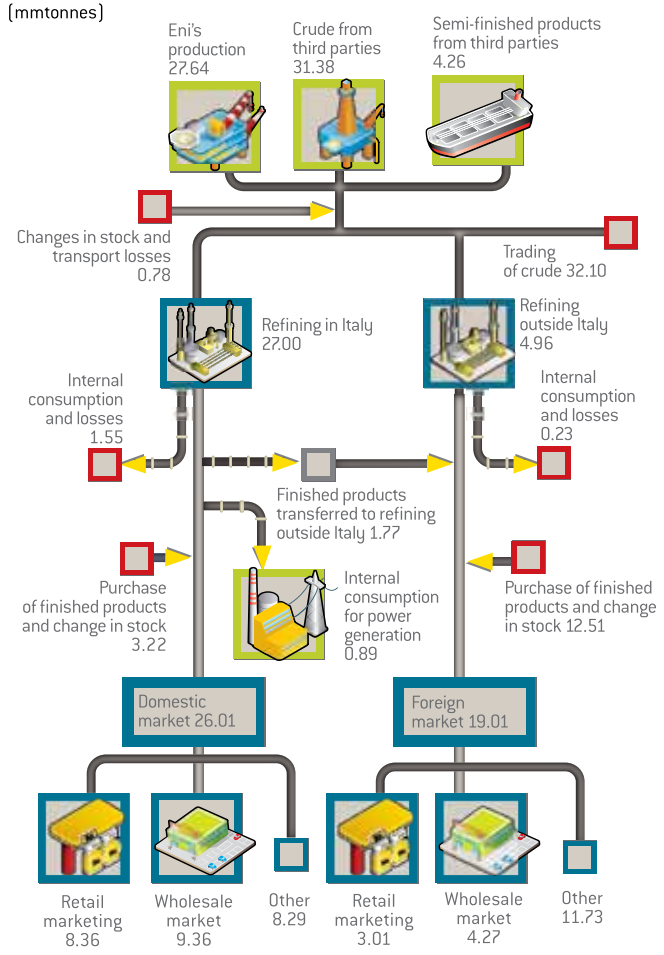 (mmtonnes)
Eni's
production
27.64
Crude from
third parties
31.38
Semi-finished products
from third parties
4.26
Changes in stock and
transport losses
0.78
Trading
of crude 32.10
Refining in Italy
27.00
Refining
outside Italy
4.96
Internal
consumption
and losses
1.55
Internal
consumption
and losses
0.23
Finished products
transferred to refining
outside Italy 1.77
Purchase
of finished products
and change in stock
3.22
Internal
consumption
for power
generation
0.89
Purchase of finished
products and change
in stock 12.51
Domestic
market 26.01
Foreign
market 19.01
Retail
marketing
8.36
Wholesale
market
9.36
Other
8.29
Retail
marketing
3.01
Wholesale
market
4.27
Other
11.73